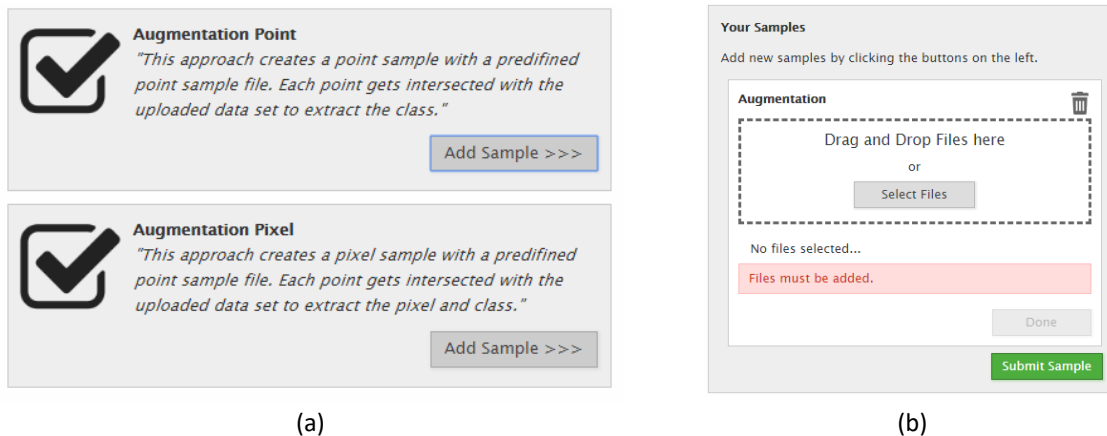 Augmentation Point
"This approach creates a point sample with a predifined
point sample file. Each point gets intersected with the
uploaded data set to extract the class."
Add Sample >>>
Augmentation Pixel
"This approach creates a pixel sample with a predifined
point sample file. Each point gets intersected with the
uploaded data set to extract the pixel and class."
Add Sample >>>
(a)
Your Samples
Add new samples by clicking the buttons on the left.
Augmentation
Drag and Drop Files here
or
Select Files
No files selected...
Files must be added.
Done
Submit Sample
(b)